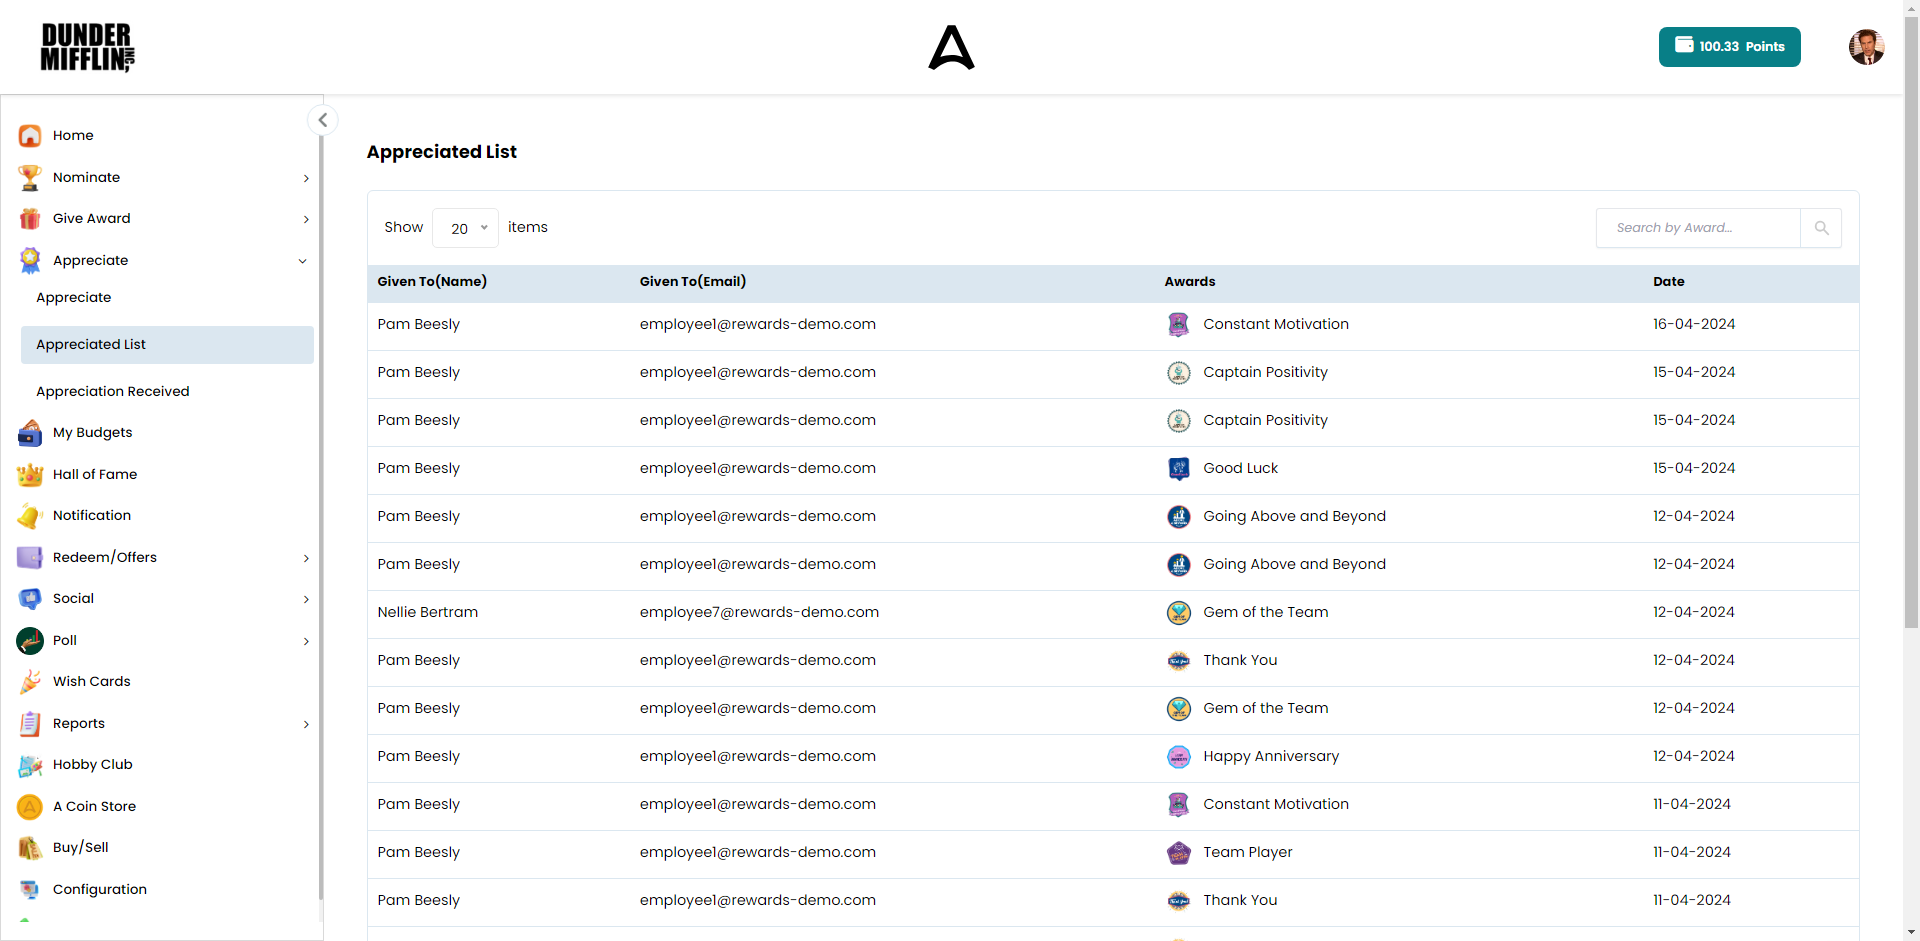 DUNDER
MIFFLIN INC,
100.33 Points
Home
Nominate
Give Award
Appreciate
Appreciate
Appreciated List
Appreciation Received
My Budgets
Hall of Fame
Notification
Redeem/Offers
Social
Poll
Wish Cards
Reports
Hobby Club
A Coin Store
Buy/Sell
Configuration
Appreciated List
Show 20 items
Search by Award...
Given To(Name) Given To(Email) Awards Date
Pam Beesly employee1@rewards-demo.com Constant Motivation 16-04-2024
Pam Beesly employee1@rewards-demo.com Captain Positivity 15-04-2024
Pam Beesly employee1@rewards-demo.com Captain Positivity 15-04-2024
Pam Beesly employee1@rewards-demo.com Good Luck 15-04-2024
Pam Beesly employee1@rewards-demo.com Going Above and Beyond 12-04-2024
Pam Beesly employee1@rewards-demo.com Going Above and Beyond 12-04-2024
Nellie Bertram employee7@rewards-demo.com Gem of the Team 12-04-2024
Pam Beesly employee1@rewards-demo.com Thank You 12-04-2024
Pam Beesly employee1@rewards-demo.com Gem of the Team 12-04-2024
Pam Beesly employee1@rewards-demo.com Happy Anniversary 12-04-2024
Pam Beesly employee1@rewards-demo.com Constant Motivation 11-04-2024
Pam Beesly employee1@rewards-demo.com Team Player 11-04-2024
Pam Beesly employee1@rewards-demo.com Thank You 11-04-2024